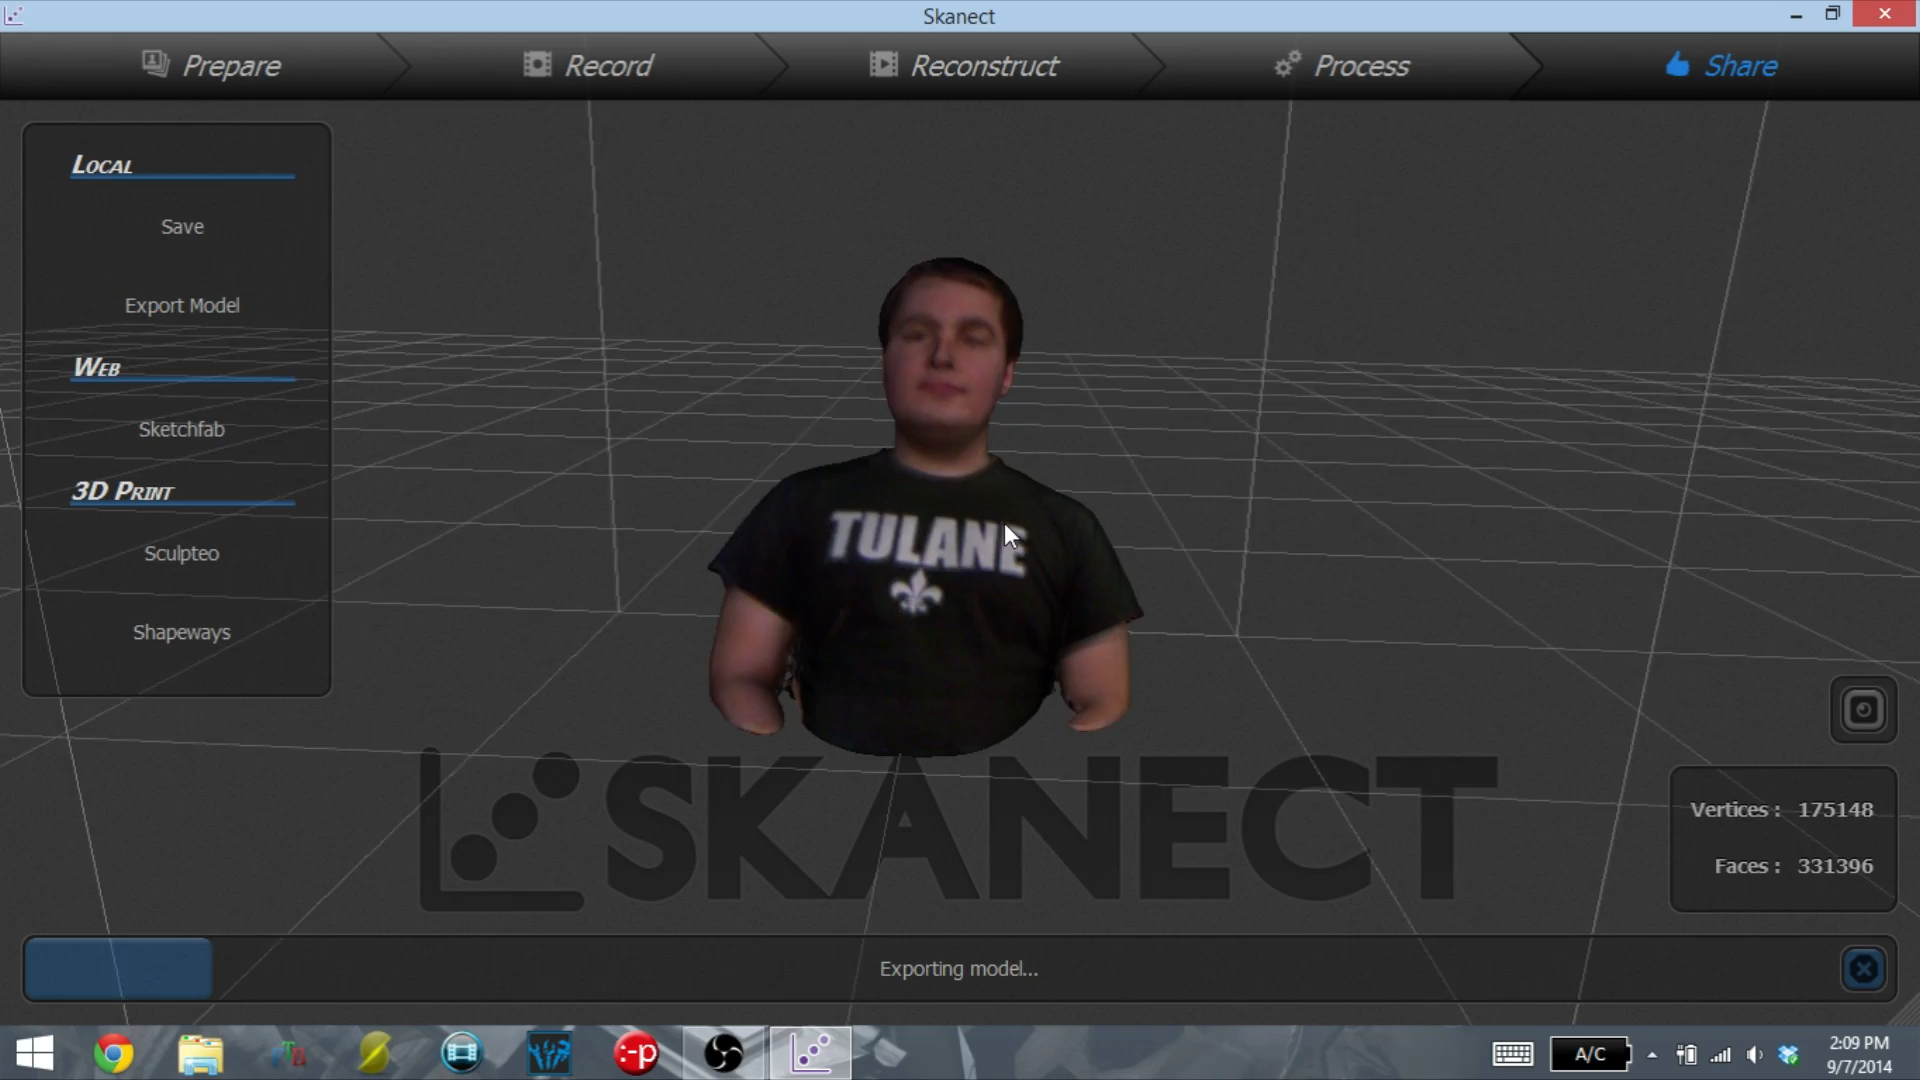 Skanect
Prepare
Record
Reconstruct
Process
Share
Local
Save
Export Model
Web
Sketchfab
3D Print
Sculpteo
Shapeways
TULANE
SKANECT
Vertices : 175148
Faces : 331396
Exporting model...
:-p
A/C
2:09 PM
9/7/2014